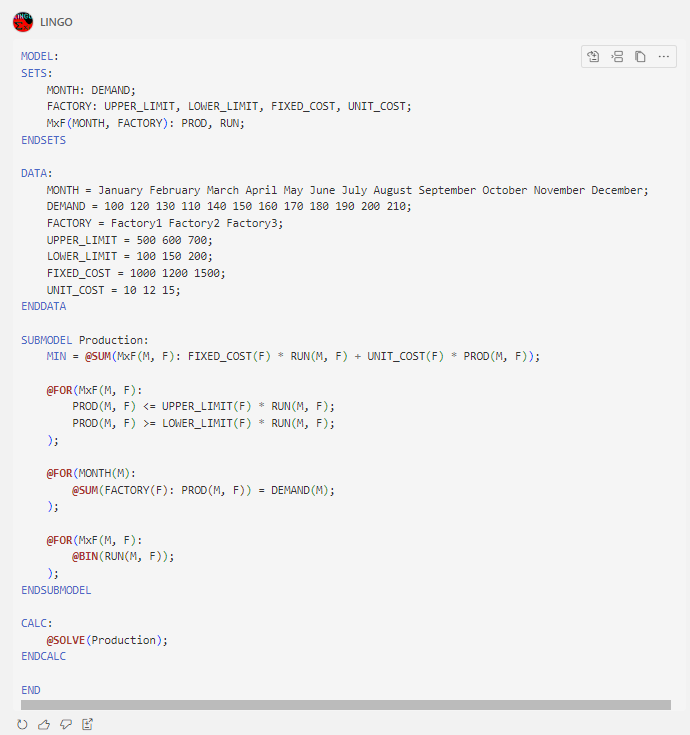 LINGO
MODEL:
SETS:
    MONTH: DEMAND;
    FACTORY: UPPER_LIMIT, LOWER_LIMIT, FIXED_COST, UNIT_COST;
    MxF(MONTH, FACTORY): PROD, RUN;
ENDSETS

DATA:
    MONTH = January February March April May June July August September October November December;
    DEMAND = 100 120 130 110 140 150 160 170 180 190 200 210;
    FACTORY = Factory1 Factory2 Factory3;
    UPPER_LIMIT = 500 600 700;
    LOWER_LIMIT = 100 150 200;
    FIXED_COST = 1000 1200 1500;
    UNIT_COST = 10 12 15;
ENDDATA

SUBMODEL Production:
    MIN = @SUM(MxF(M, F): FIXED_COST(F) * RUN(M, F) + UNIT_COST(F) * PROD(M, F));

    @FOR(MxF(M, F):
        PROD(M, F) <= UPPER_LIMIT(F) * RUN(M, F);
        PROD(M, F) >= LOWER_LIMIT(F) * RUN(M, F);
    );

    @FOR(MONTH(M):
        @SUM(FACTORY(F): PROD(M, F)) = DEMAND(M);
    );

    @FOR(MxF(M, F):
        @BIN(RUN(M, F));
    );
ENDSUBMODEL

CALC:
    @SOLVE(Production);
ENDCALC

END